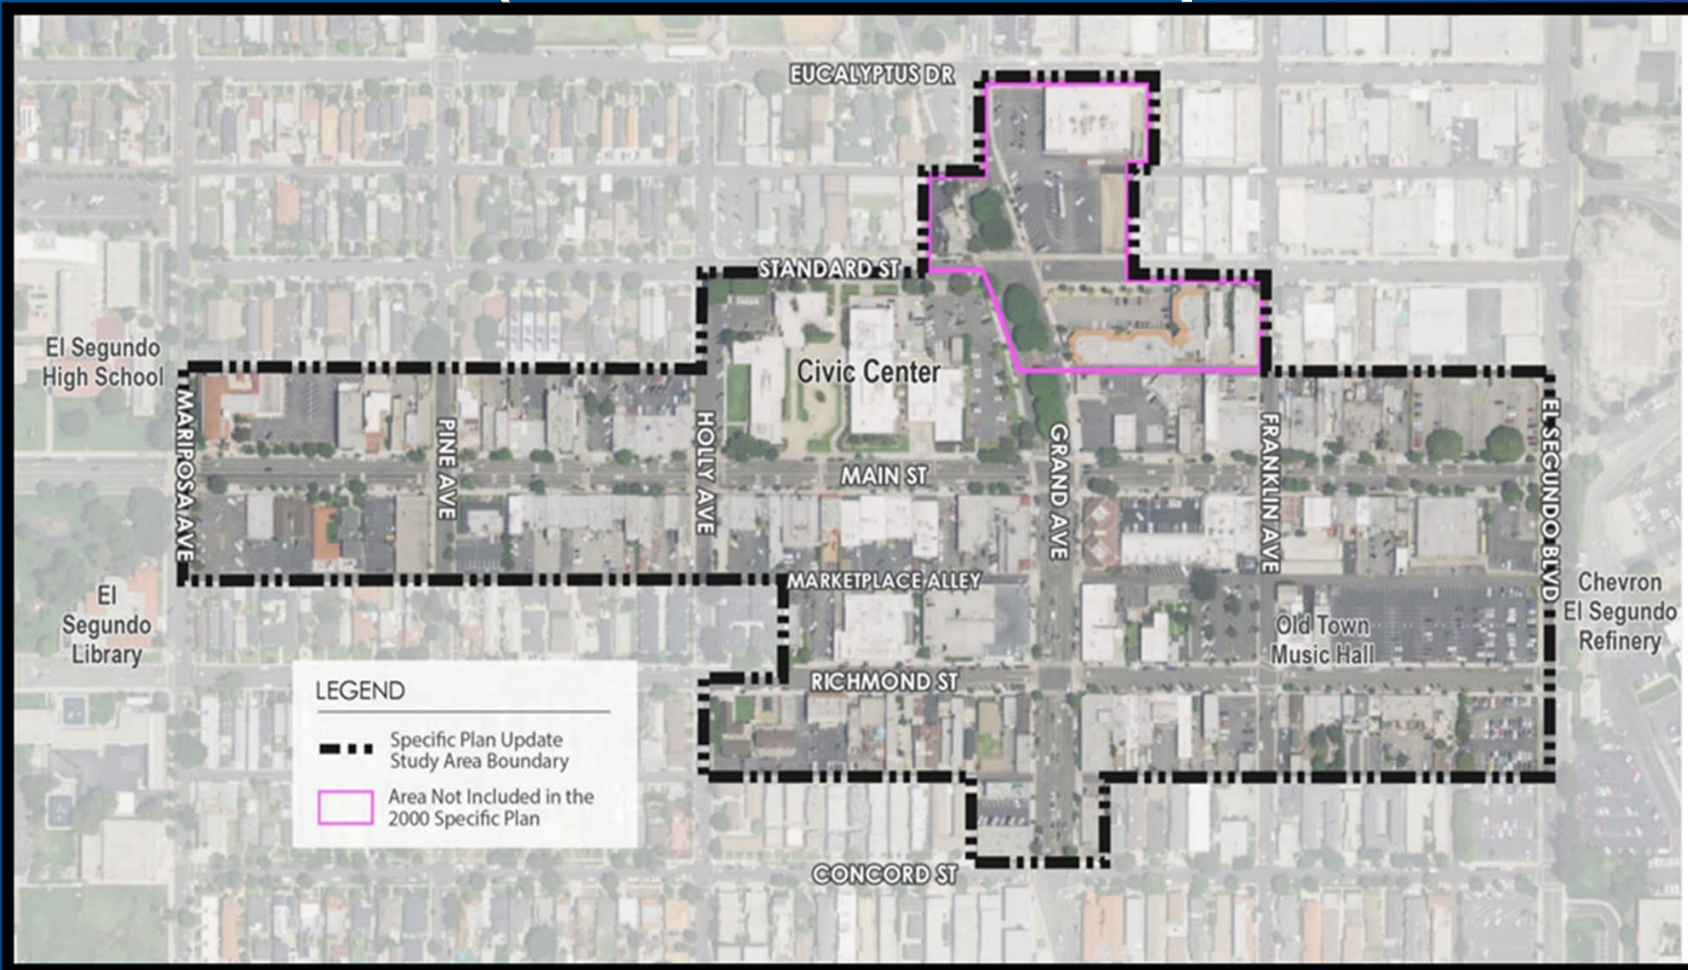 EUCALYPTUS DR
STANDARD ST
El Segundo
High School
Civic Center
MARIPOSA AVE
PINE AVE
HOLLY AVE
MAIN ST
GRAND AVE
FRANKLIN AVE
EL SEGUNDO BLVD
MARKETPLACE ALLEY
El
Segundo
Library
Old Town
Music Hall
Chevron
El Segundo
Refinery
RICHMOND ST
LEGEND
Specific Plan Update
Study Area Boundary
Area Not Included in the
2000 Specific Plan
CONCORD ST